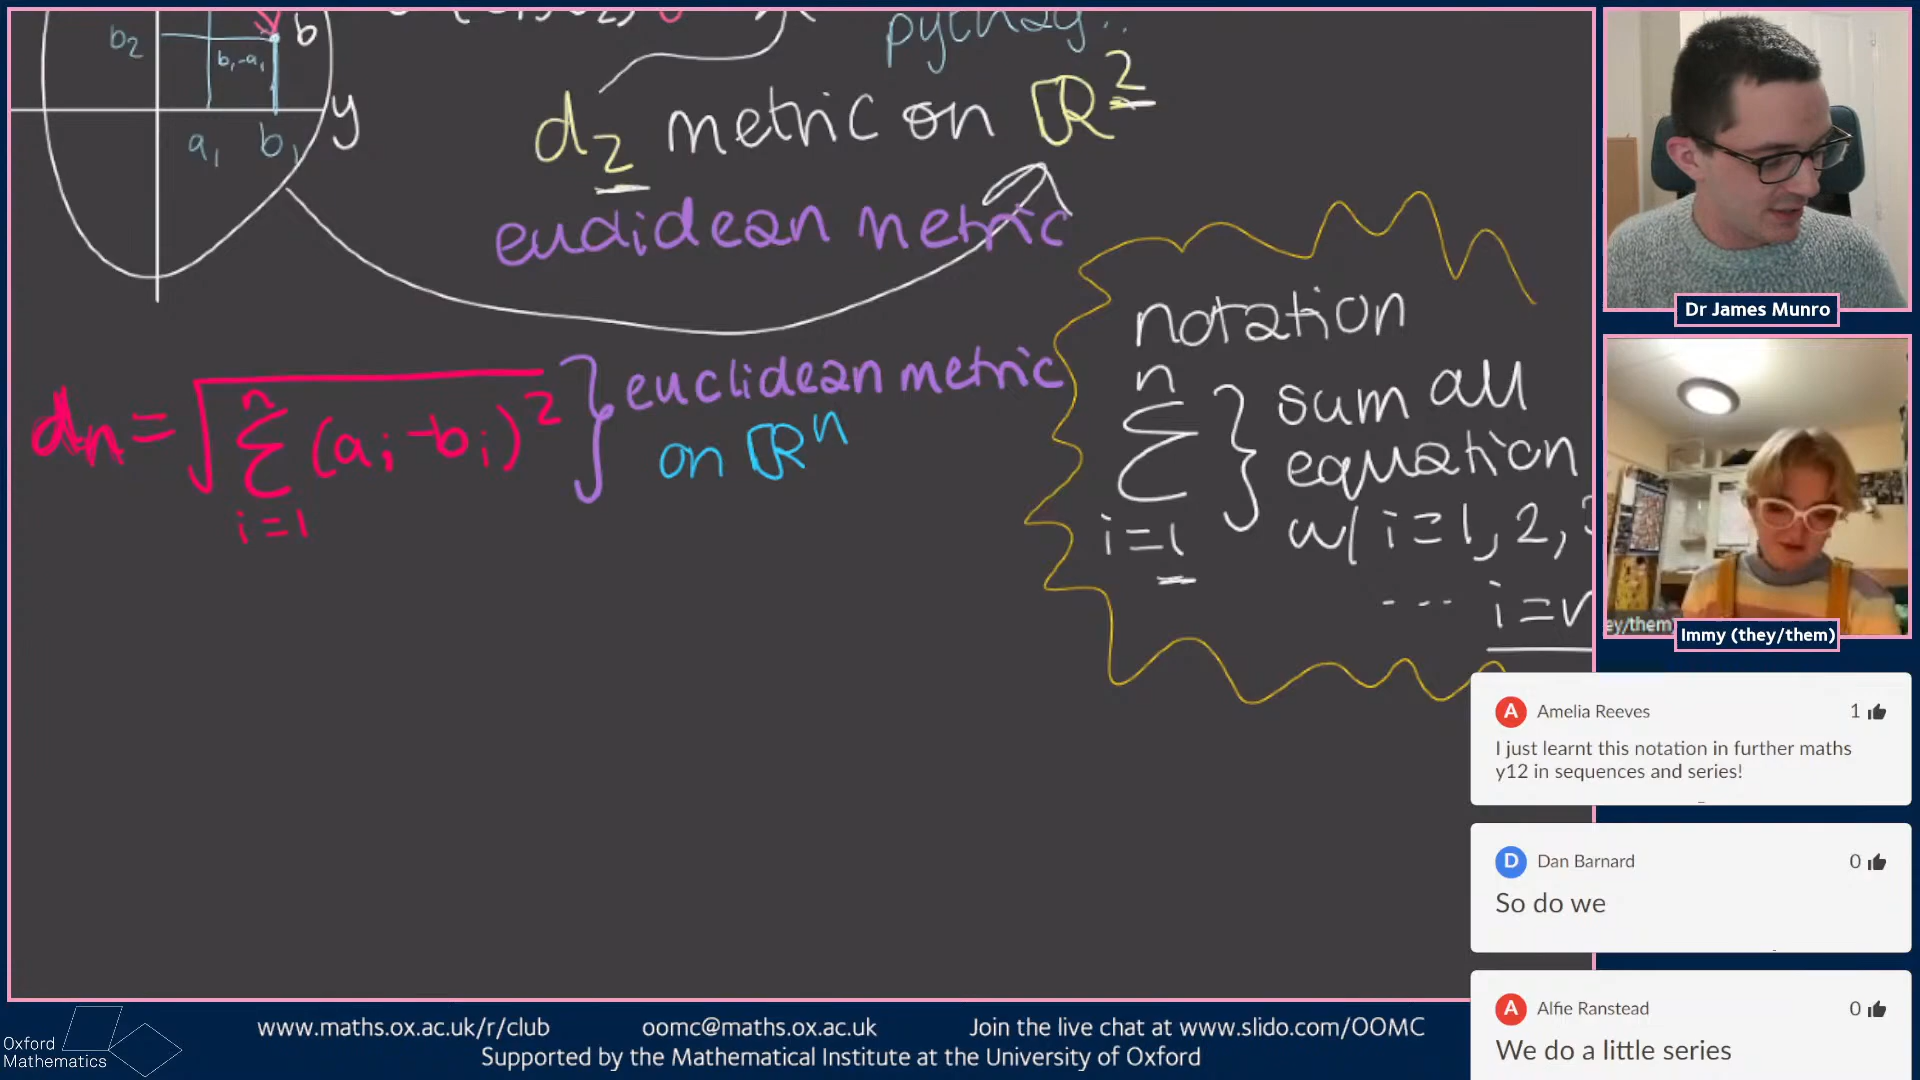 b₂
b₁-a₁
b
pythag..
y
a₁
b₁
d₂ metric on ℝ²
euclidean metric
dₙ = √ n Σ i=1 (aᵢ-bᵢ)² } euclidean metric
on ℝⁿ
notation
n Σ i=1 } sum all
equation
w/ i=1, 2,
... i=n
Dr James Munro
ey/them)
Immy (they/them)
A Amelia Reeves 1
I just learnt this notation in further maths
y12 in sequences and series!
D Dan Barnard 0
So do we
A Alfie Ranstead 0
We do a little series
Oxford
Mathematics
www.maths.ox.ac.uk/r/club oomc@maths.ox.ac.uk Join the live chat at www.slido.com/OOMC
Supported by the Mathematical Institute at the University of Oxford